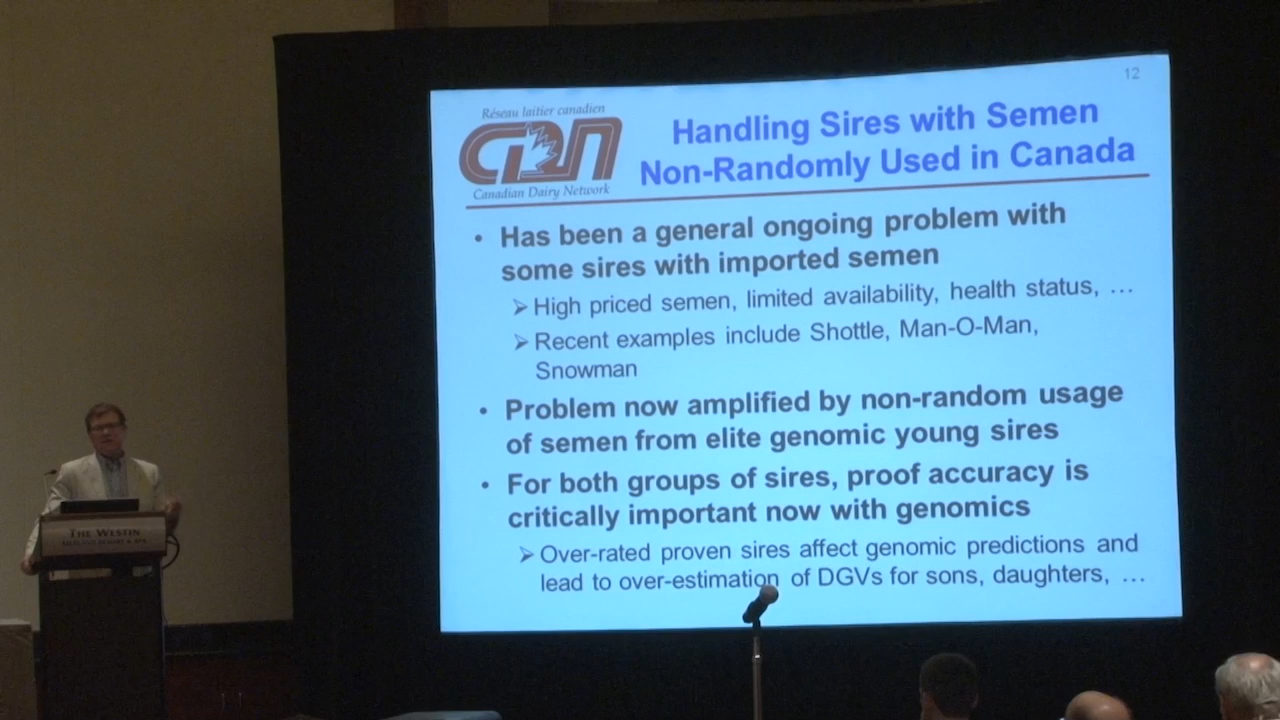 12
Réseau laitier canadien
CDN
Canadian Dairy Network
Handling Sires with Semen
Non-Randomly Used in Canada
• Has been a general ongoing problem with
some sires with imported semen
➢ High priced semen, limited availability, health status, …
➢ Recent examples include Shottle, Man-O-Man,
Snowman
• Problem now amplified by non-random usage
of semen from elite genomic young sires
• For both groups of sires, proof accuracy is
critically important now with genomics
➢ Over-rated proven sires affect genomic predictions and
lead to over-estimation of DGVs for sons, daughters, …
THE WESTIN
RESORT & SPA